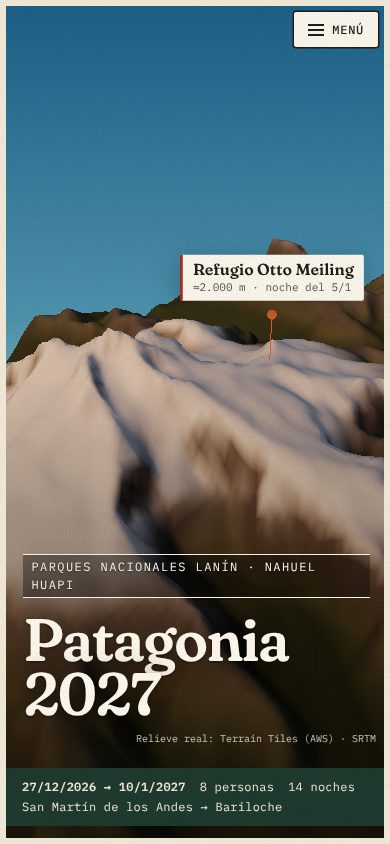 MENÚ
Refugio Otto Meiling
≈2.000 m · noche del 5/1
PARQUES NACIONALES LANÍN · NAHUEL
HUAPI
Patagonia
2027
Relieve real: Terrain Tiles (AWS) · SRTM
27/12/2026 → 10/1/2027 8 personas 14 noches
San Martín de los Andes → Bariloche